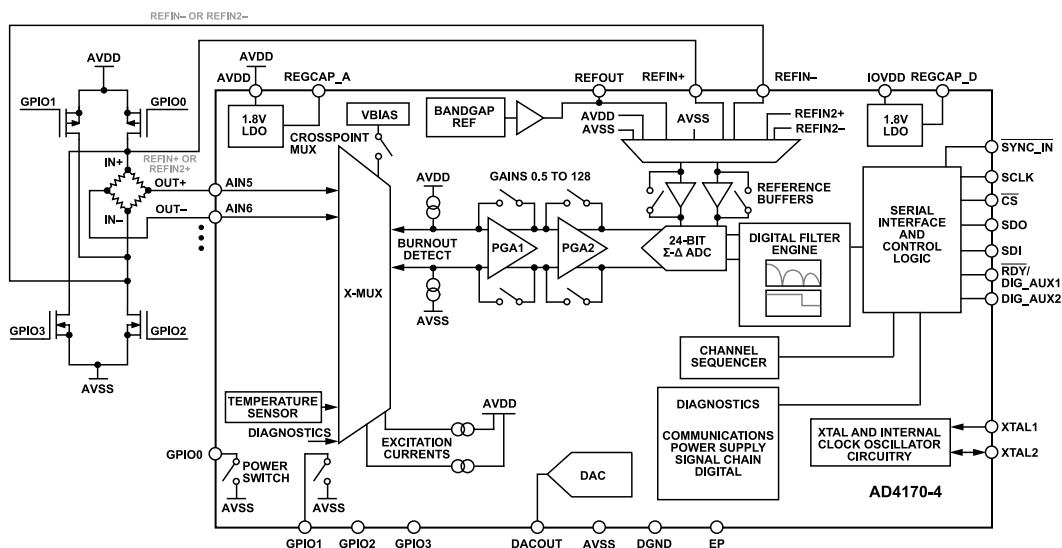 REFIN– OR REFIN2–
AVDD
GPIO1
GPIO0
IN+
REFIN+ OR
REFIN2+
OUT+
OUT–
IN–
GPIO3
GPIO2
AVSS
AVDD
AVDD
REGCAP_A
REFOUT
REFIN+
REFIN–
IOVDD
REGCAP_D
1.8V
LDO
CROSSPOINT
MUX
VBIAS
BANDGAP
REF
AVDD
AVSS
AVSS
REFIN2+
REFIN2–
1.8V
LDO
SYNC_IN
SCLK
CS
SDO
SDI
RDY/
DIG_AUX1
DIG_AUX2
AIN5
AIN6
AVDD
GAINS 0.5 TO 128
REFERENCE
BUFFERS
BURNOUT
DETECT
PGA1
PGA2
24-BIT
Σ-Δ ADC
DIGITAL FILTER
ENGINE
SERIAL
INTERFACE
AND
CONTROL
LOGIC
X-MUX
AVSS
CHANNEL
SEQUENCER
TEMPERATURE
SENSOR
DIAGNOSTICS
AVDD
EXCITATION
CURRENTS
DIAGNOSTICS
COMMUNICATIONS
POWER SUPPLY
SIGNAL CHAIN
DIGITAL
XTAL AND INTERNAL
CLOCK OSCILLATOR
CIRCUITRY
XTAL1
XTAL2
GPIO0
POWER
SWITCH
AVSS
AVSS
DAC
AD4170-4
GPIO1
GPIO2
GPIO3
DACOUT
AVSS
DGND
EP